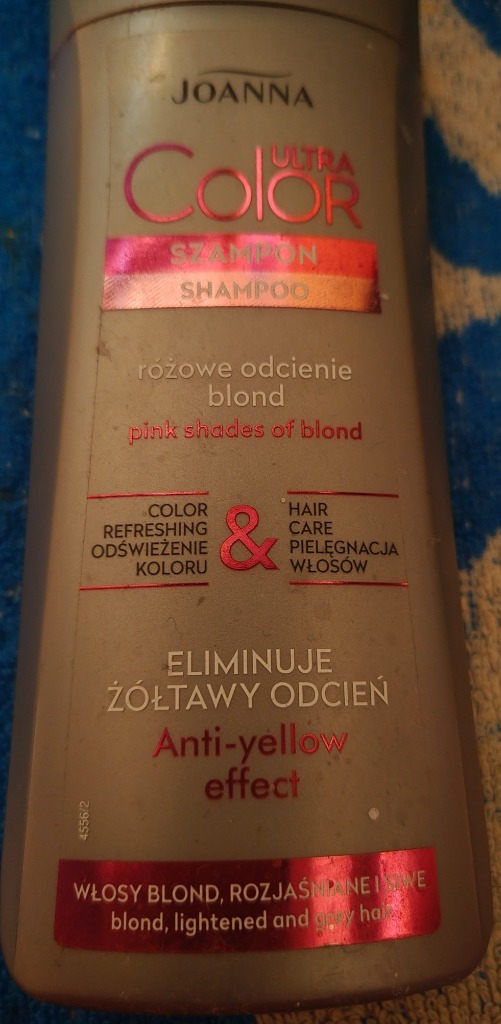 JOANNA
ULTRA
COLOR
SZAMPON
SHAMPOO
różowe odcienie
blond
pink shades of blond
COLOR
REFRESHING
ODŚWIEŻENIE
KOLORU
&
HAIR
CARE
PIELĘGNACJA
WŁOSÓW
ELIMINUJE
ŻÓŁTAWY ODCIEŃ
Anti-yellow
effect
4556/2
WŁOSY BLOND, ROZJAŚNIANE I SIWE
blond, lightened and grey hair